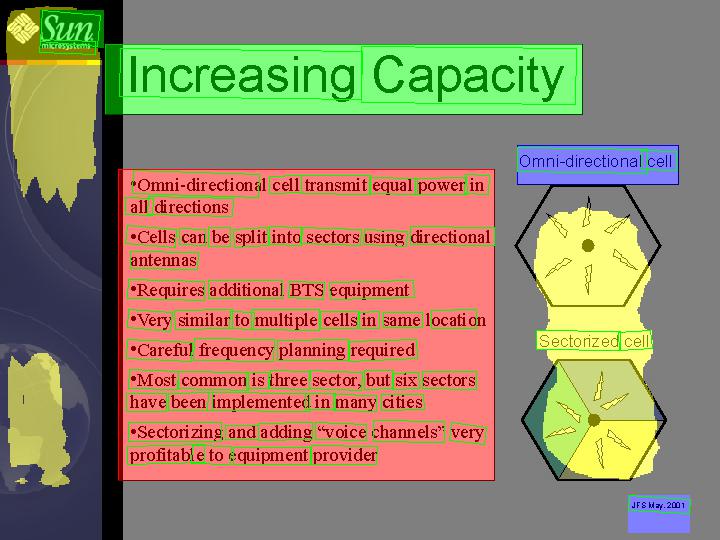 Sun
microsystems
Increasing Capacity
•Omni-directional cell transmit equal power in
all directions
•Cells can be split into sectors using directional
antennas
•Requires additional BTS equipment
•Very similar to multiple cells in same location
•Careful frequency planning required
•Most common is three sector, but six sectors
have been implemented in many cities
•Sectorizing and adding “voice channels” very
profitable to equipment provider
Omni-directional cell
Sectorized cell
JFS May, 2001